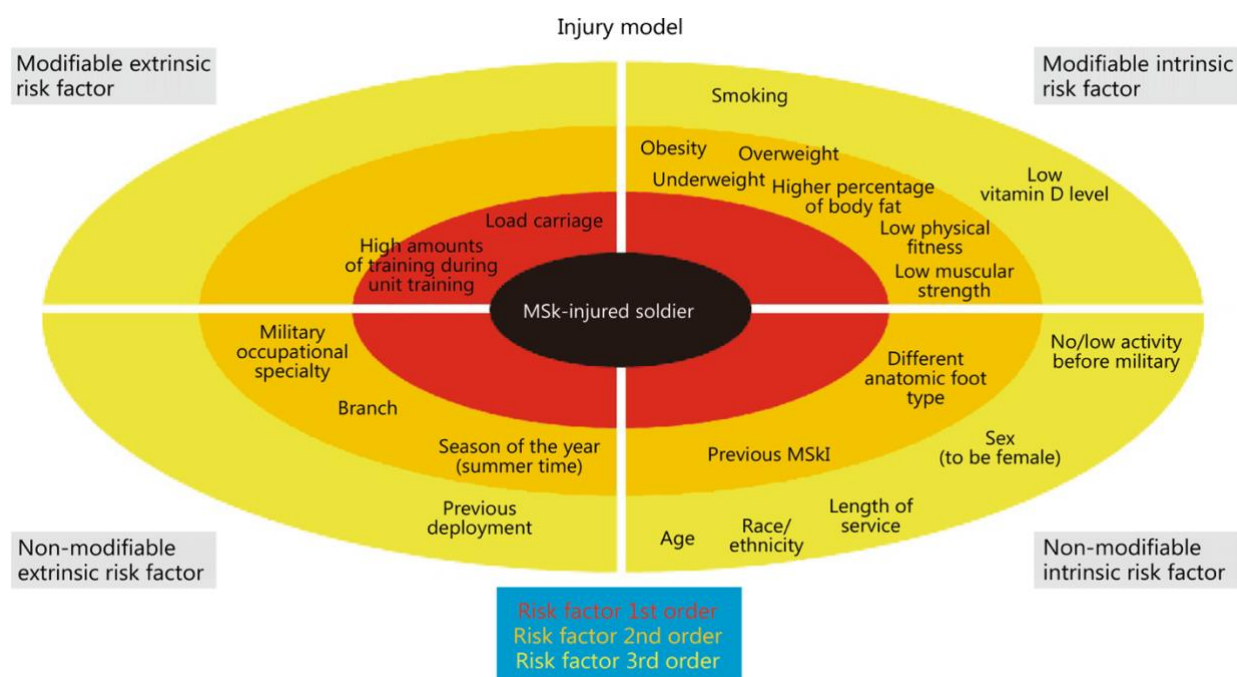 Injury model
Modifiable extrinsic
risk factor
Modifiable intrinsic
risk factor
Smoking
Obesity
Overweight
Underweight
Higher percentage
of body fat
Low
vitamin D level
Low physical
fitness
Low muscular
strength
Load carriage
High amounts
of training during
unit training
MSk-injured soldier
Military
occupational
specialty
Branch
Season of the year
(summer time)
Previous
deployment
Different
anatomic foot
type
No/low activity
before military
Previous MSkI
Sex
(to be female)
Length of
service
Age
Race/
ethnicity
Non-modifiable
extrinsic risk factor
Non-modifiable
intrinsic risk factor
Risk factor 1st order
Risk factor 2nd order
Risk factor 3rd order